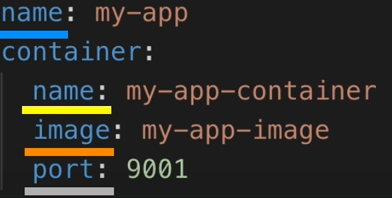 name: my-app
container:
  name: my-app-container
  image: my-app-image
  port: 9001